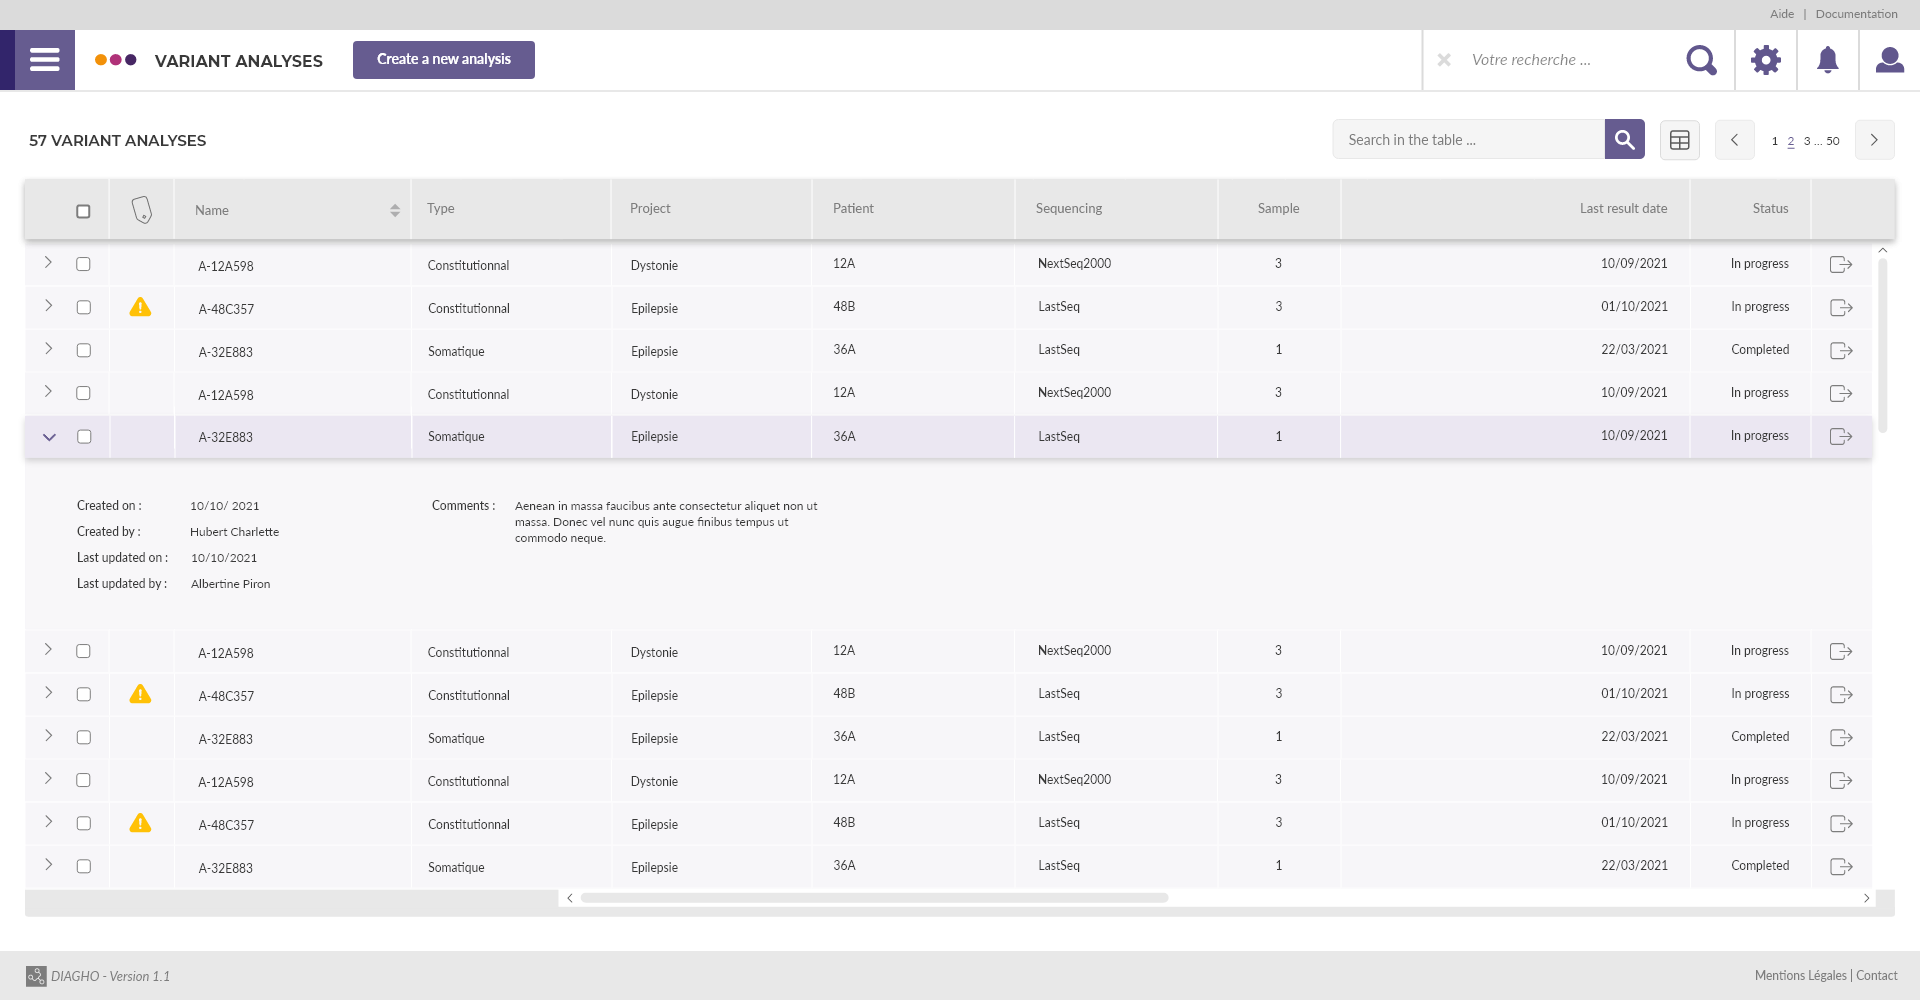 Aide | Documentation
VARIANT ANALYSES Create a new analysis Votre recherche ...
57 VARIANT ANALYSES Search in the table ... 1 2 3 ... 50
Name Type Project Patient Sequencing Sample Last result date Status
A-12A598 Constitutionnal Dystonie 12A NextSeq2000 3 10/09/2021 In progress
A-48C357 Constitutionnal Epilepsie 48B LastSeq 3 01/10/2021 In progress
A-32E883 Somatique Epilepsie 36A LastSeq 1 22/03/2021 Completed
A-12A598 Constitutionnal Dystonie 12A NextSeq2000 3 10/09/2021 In progress
A-32E883 Somatique Epilepsie 36A LastSeq 1 10/09/2021 In progress
Created on : 10/10/ 2021
Created by : Hubert Charlette
Last updated on : 10/10/2021
Last updated by : Albertine Piron
Comments : Aenean in massa faucibus ante consectetur aliquet non ut
massa. Donec vel nunc quis augue finibus tempus ut
commodo neque.
A-12A598 Constitutionnal Dystonie 12A NextSeq2000 3 10/09/2021 In progress
A-48C357 Constitutionnal Epilepsie 48B LastSeq 3 01/10/2021 In progress
A-32E883 Somatique Epilepsie 36A LastSeq 1 22/03/2021 Completed
A-12A598 Constitutionnal Dystonie 12A NextSeq2000 3 10/09/2021 In progress
A-48C357 Constitutionnal Epilepsie 48B LastSeq 3 01/10/2021 In progress
A-32E883 Somatique Epilepsie 36A LastSeq 1 22/03/2021 Completed
DIAGHO - Version 1.1 Mentions Légales | Contact